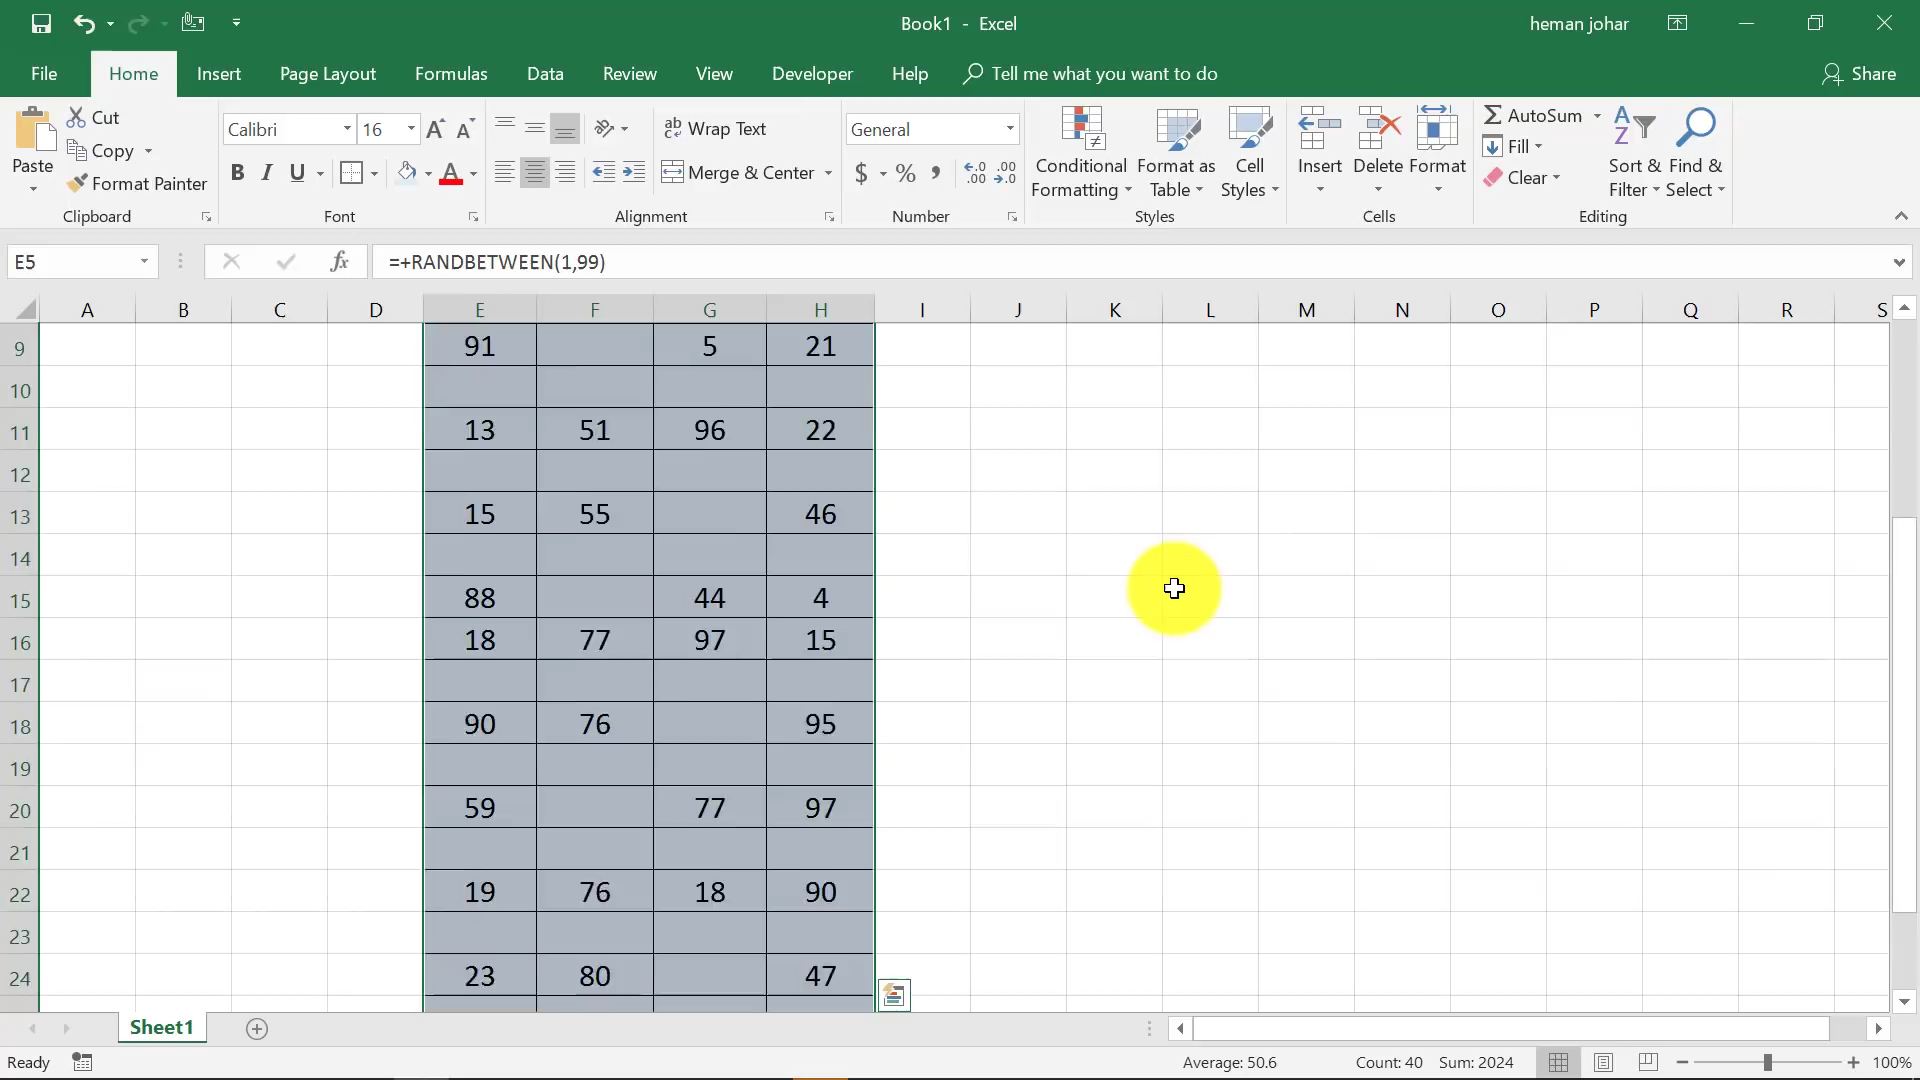 Book1 - Excel
heman johar
File Home Insert Page Layout Formulas Data Review View Developer Help Tell me what you want to do Share
Paste
Cut
Copy
Format Painter
Clipboard
Calibri 16
B I U
Font
Wrap Text
Merge & Center
Alignment
General
$ % ,
Number
Conditional Formatting
Format as Table
Cell Styles
Styles
Insert
Delete
Format
Cells
AutoSum
Fill
Clear
Sort & Filter
Find & Select
Editing
E5 fx =+RANDBETWEEN(1,99)
A B C D E F G H I J K L M N O P Q R S
9 91 5 21
10
11 13 51 96 22
12
13 15 55 46
14
15 88 44 4
16 18 77 97 15
17
18 90 76 95
19
20 59 77 97
21
22 19 76 18 90
23
24 23 80 47
Sheet1
Ready Average: 50.6 Count: 40 Sum: 2024 100%